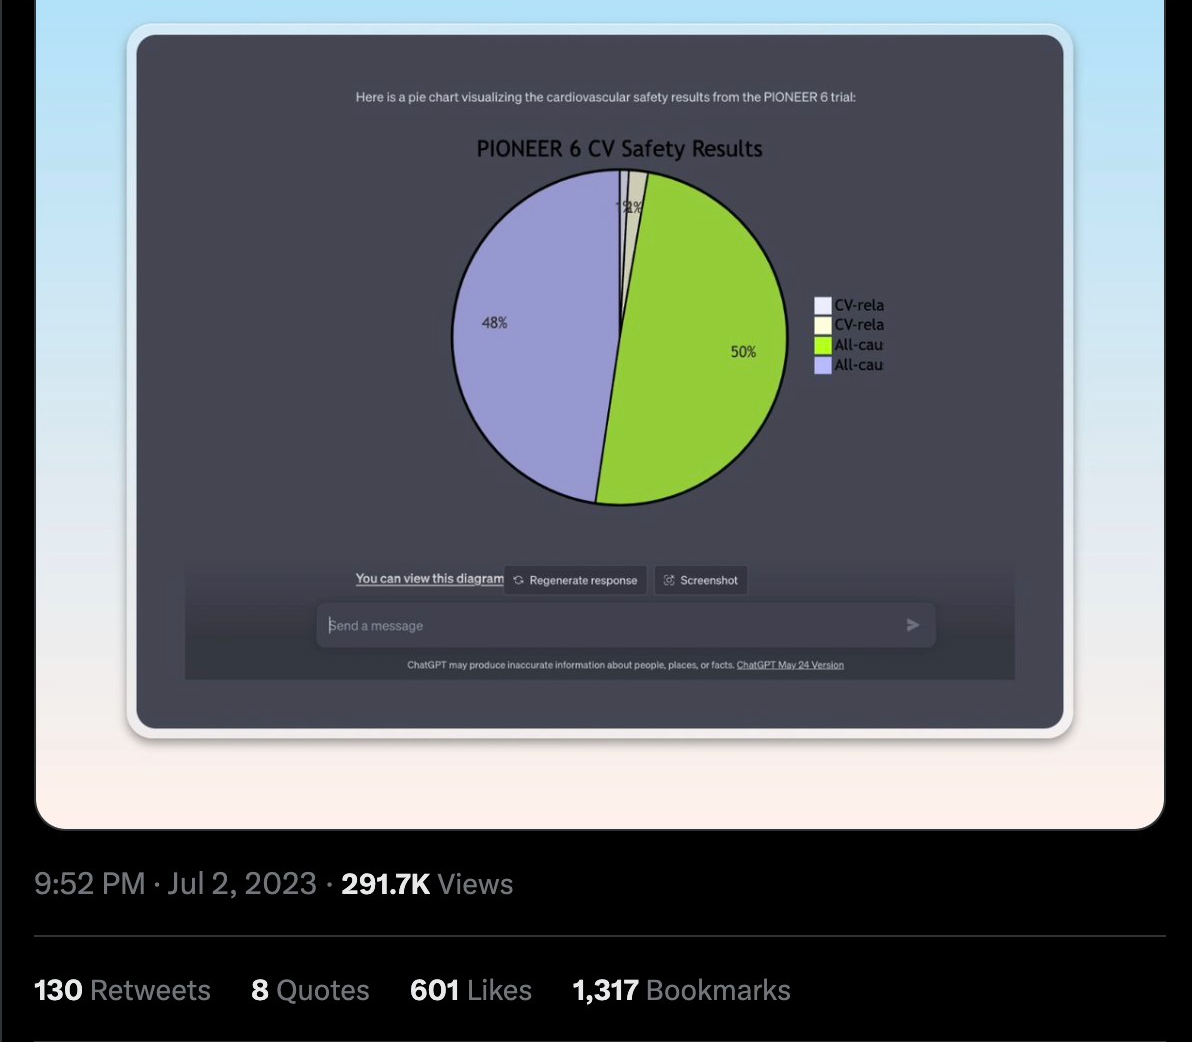 Here is a pie chart visualizing the cardiovascular safety results from the PIONEER 6 trial:
PIONEER 6 CV Safety Results
48%
50%
CV-rela
CV-rela
All-cau
All-cau
You can view this diagram
Regenerate response
Screenshot
Send a message
ChatGPT may produce inaccurate information about people, places, or facts. ChatGPT May 24 Version
9:52 PM · Jul 2, 2023 · 291.7K Views
130 Retweets 8 Quotes 601 Likes 1,317 Bookmarks